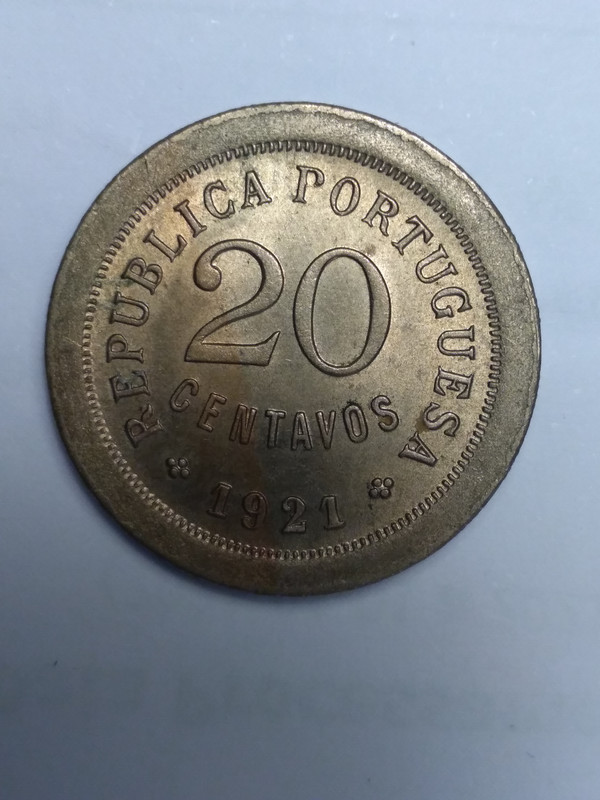 REPUBLICA PORTUGUESA
20
CENTAVOS
1921